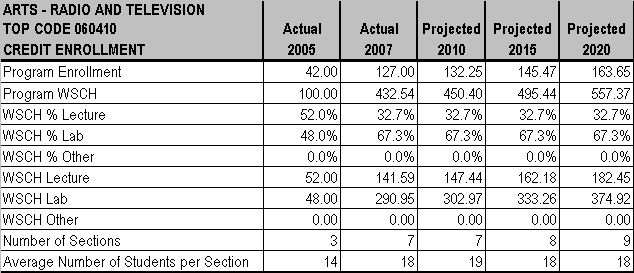 ARTS - RADIO AND TELEVISION
TOP CODE 060410 Actual Actual Projected Projected Projected
CREDIT ENROLLMENT 2005 2007 2010 2015 2020
Program Enrollment 42.00 127.00 132.25 145.47 163.65
Program WSCH 100.00 432.54 450.40 495.44 557.37
WSCH % Lecture 52.0% 32.7% 32.7% 32.7% 32.7%
WSCH % Lab 48.0% 67.3% 67.3% 67.3% 67.3%
WSCH % Other 0.0% 0.0% 0.0% 0.0% 0.0%
WSCH Lecture 52.00 141.59 147.44 162.18 182.45
WSCH Lab 48.00 290.95 302.97 333.26 374.92
WSCH Other 0.00 0.00 0.00 0.00 0.00
Number of Sections 3 7 7 8 9
Average Number of Students per Section 14 18 19 18 18